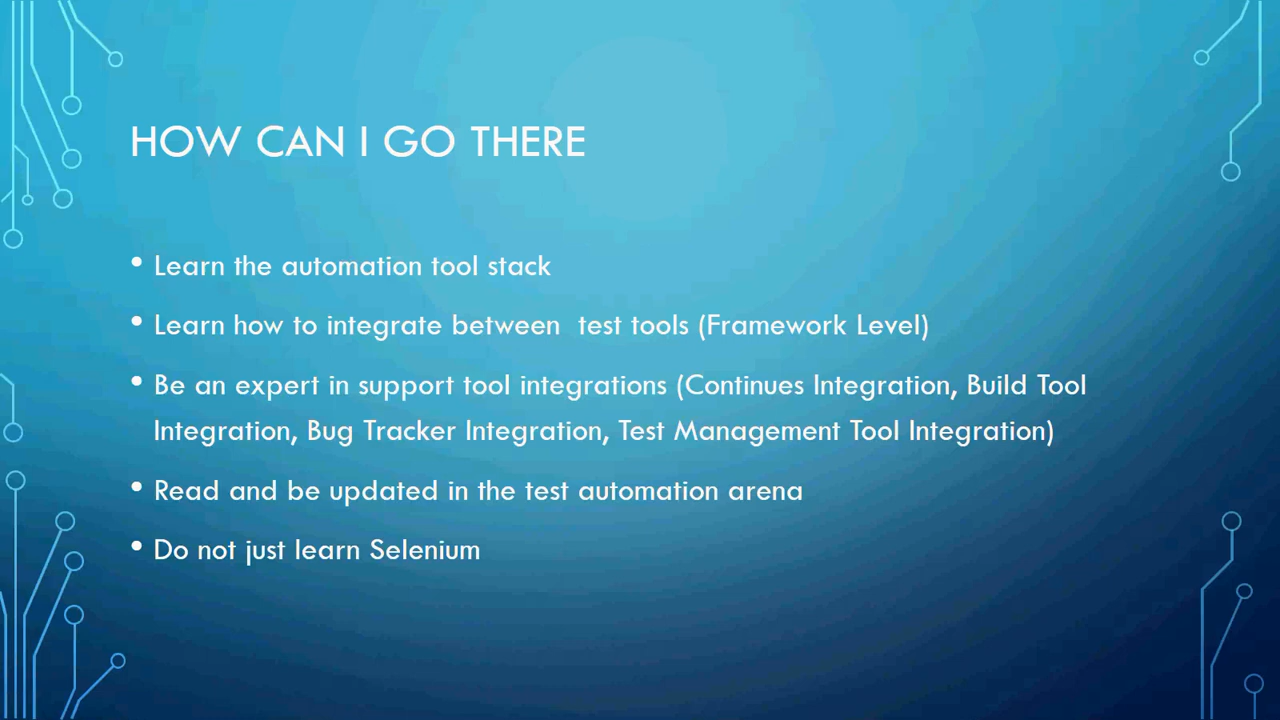 HOW CAN I GO THERE
• Learn the automation tool stack
• Learn how to integrate between  test tools (Framework Level)
• Be an expert in support tool integrations (Continues Integration, Build Tool
Integration, Bug Tracker Integration, Test Management Tool Integration)
• Read and be updated in the test automation arena
• Do not just learn Selenium